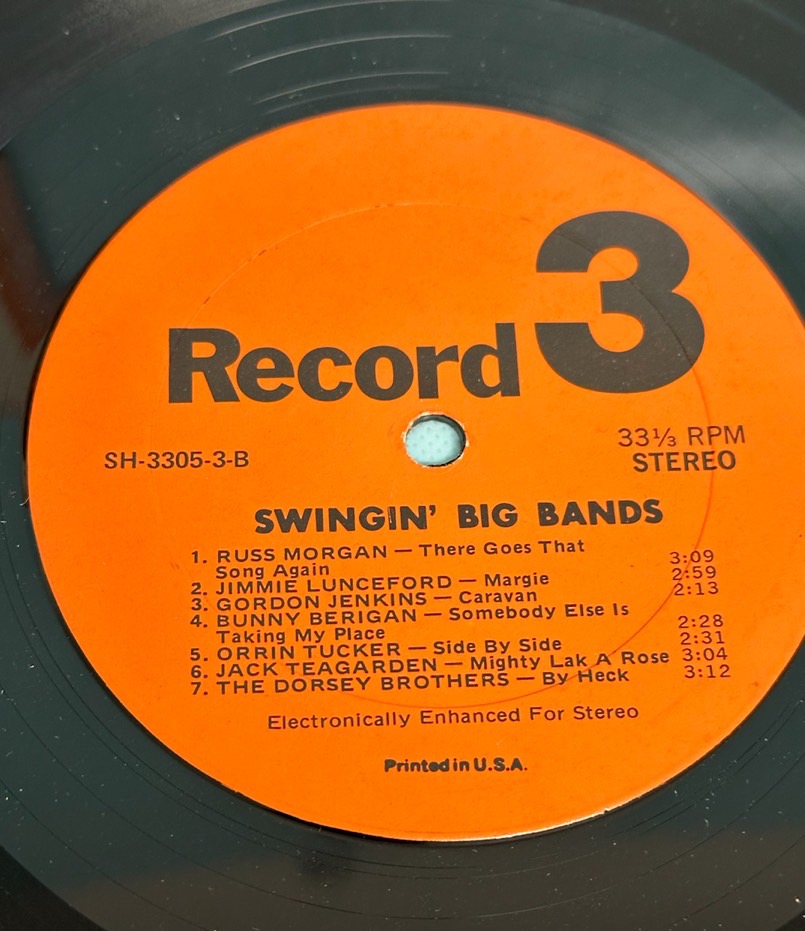 Record 3
SH-3305-3-B
33⅓ RPM
STEREO
SWINGIN' BIG BANDS
1. RUSS MORGAN — There Goes That
Song Again 3:09
2. JIMMIE LUNCEFORD — Margie 2:59
3. GORDON JENKINS — Caravan 2:13
4. BUNNY BERIGAN — Somebody Else Is
Taking My Place 2:28
5. ORRIN TUCKER — Side By Side 2:31
6. JACK TEAGARDEN — Mighty Lak A Rose 3:04
7. THE DORSEY BROTHERS — By Heck 3:12
Electronically Enhanced For Stereo
Printed in U.S.A.